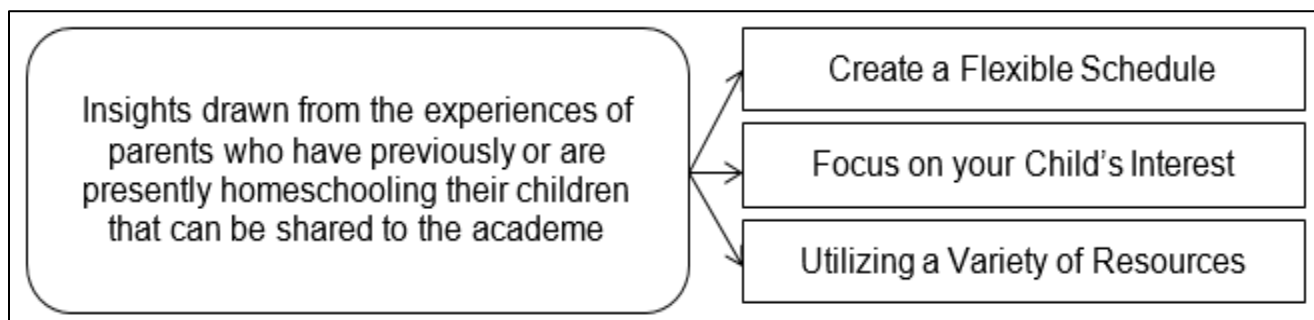 Insights drawn from the experiences of
parents who have previously or are
presently homeschooling their children
that can be shared to the academe
Create a Flexible Schedule
Focus on your Child's Interest
Utilizing a Variety of Resources